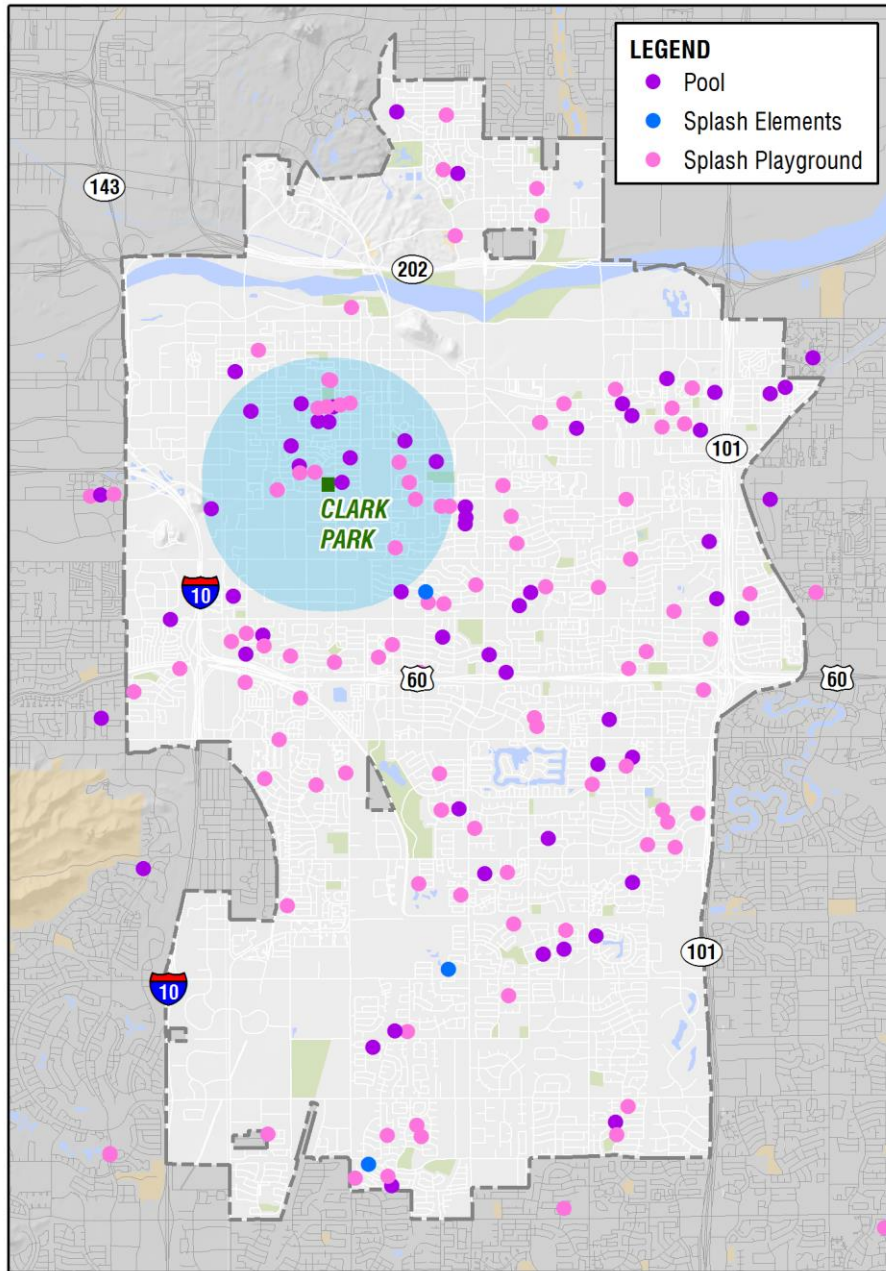 LEGEND
Pool
Splash Elements
Splash Playground
143
202
101
CLARK
PARK
10
60
60
101
10